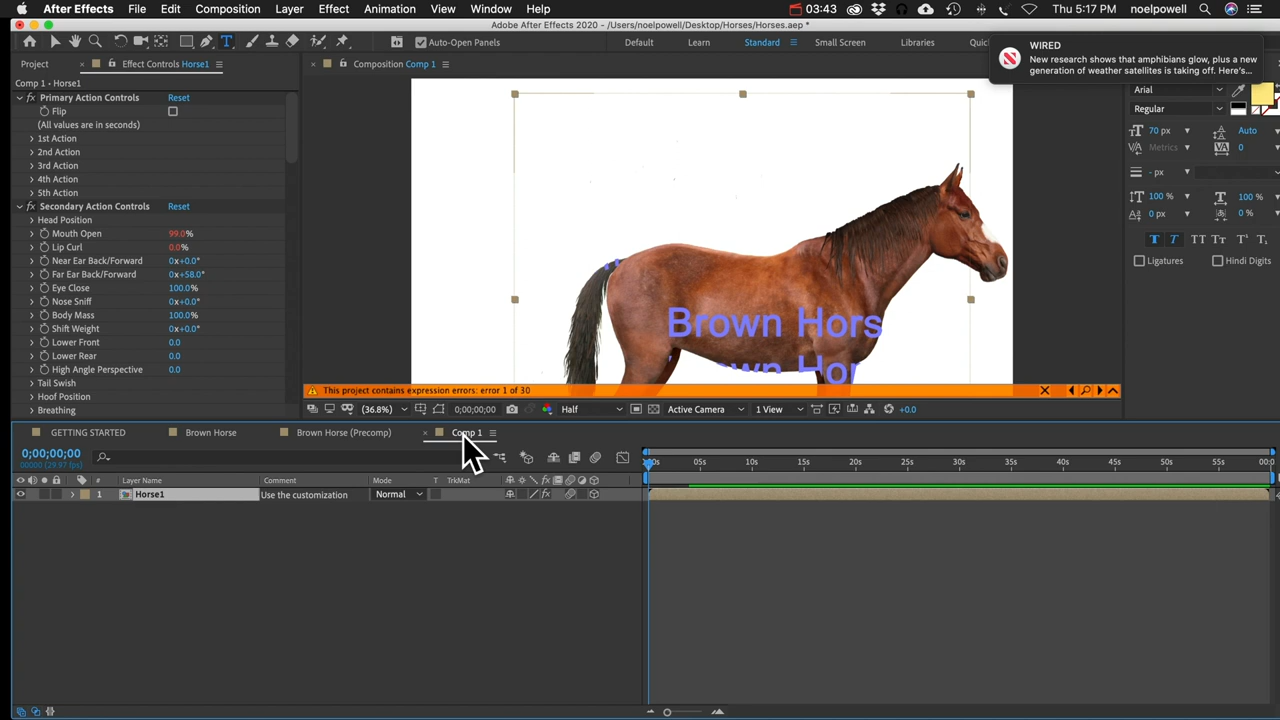 After Effects File Edit Composition Layer Effect Animation View Window Help 03:43 Thu 5:17 PM noelpowell
Adobe After Effects 2020 - /Users/noelpowell/Desktop/Horses/Horses.aep *
Auto-Open Panels Default Learn Standard Small Screen Libraries Quic
WIRED
New research shows that amphibians glow, plus a new
generation of weather satellites is taking off. Here's...
Project Effect Controls Horse1 Composition Comp 1
Comp 1 • Horse1
Primary Action Controls Reset
Flip
(All values are in seconds)
1st Action
2nd Action
3rd Action
4th Action
5th Action
Secondary Action Controls Reset
Head Position
Mouth Open 99.0%
Lip Curl 0.0%
Near Ear Back/Forward 0x+0.0°
Far Ear Back/Forward 0x+58.0°
Eye Close 100.0%
Nose Sniff 0x+0.0°
Body Mass 100.0%
Shift Weight 0x+0.0°
Lower Front 0.0
Lower Rear 0.0
High Angle Perspective 0.0
Tail Swish
Hoof Position
Breathing
Brown Hors
This project contains expression errors: error 1 of 30
(36.8%) 0;00;00;00 Half Active Camera 1 View +0.0
Arial
Regular
70 px Auto
Metrics 0
- px
100 % 100 %
0 px 0 %
T T TT Tr T¹ T₁
Ligatures Hindi Digits
GETTING STARTED Brown Horse Brown Horse (Precomp) Comp 1
0;00;00;00
00000 (29.97 fps)
# Layer Name Comment Mode T TrkMat
1 Horse1 Use the customization Normal
05s 10s 15s 20s 25s 30s 35s 40s 45s 50s 55s